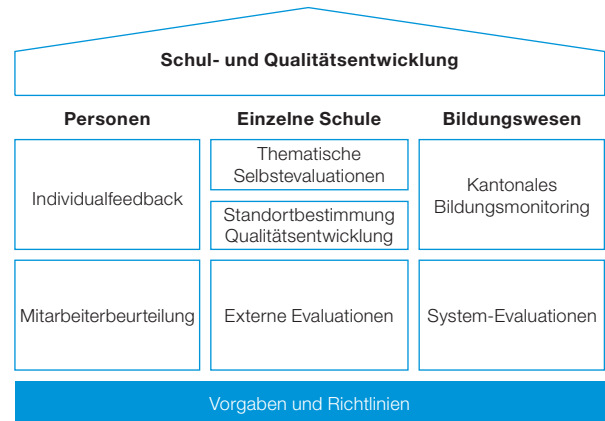 Schul- und Qualitätsentwicklung
Personen
Einzelne Schule
Bildungswesen
Individualfeedback
Thematische
Selbstevaluationen
Standortbestimmung
Qualitätsentwicklung
Kantonales
Bildungsmonitoring
Mitarbeiterbeurteilung
Externe Evaluationen
System-Evaluationen
Vorgaben und Richtlinien